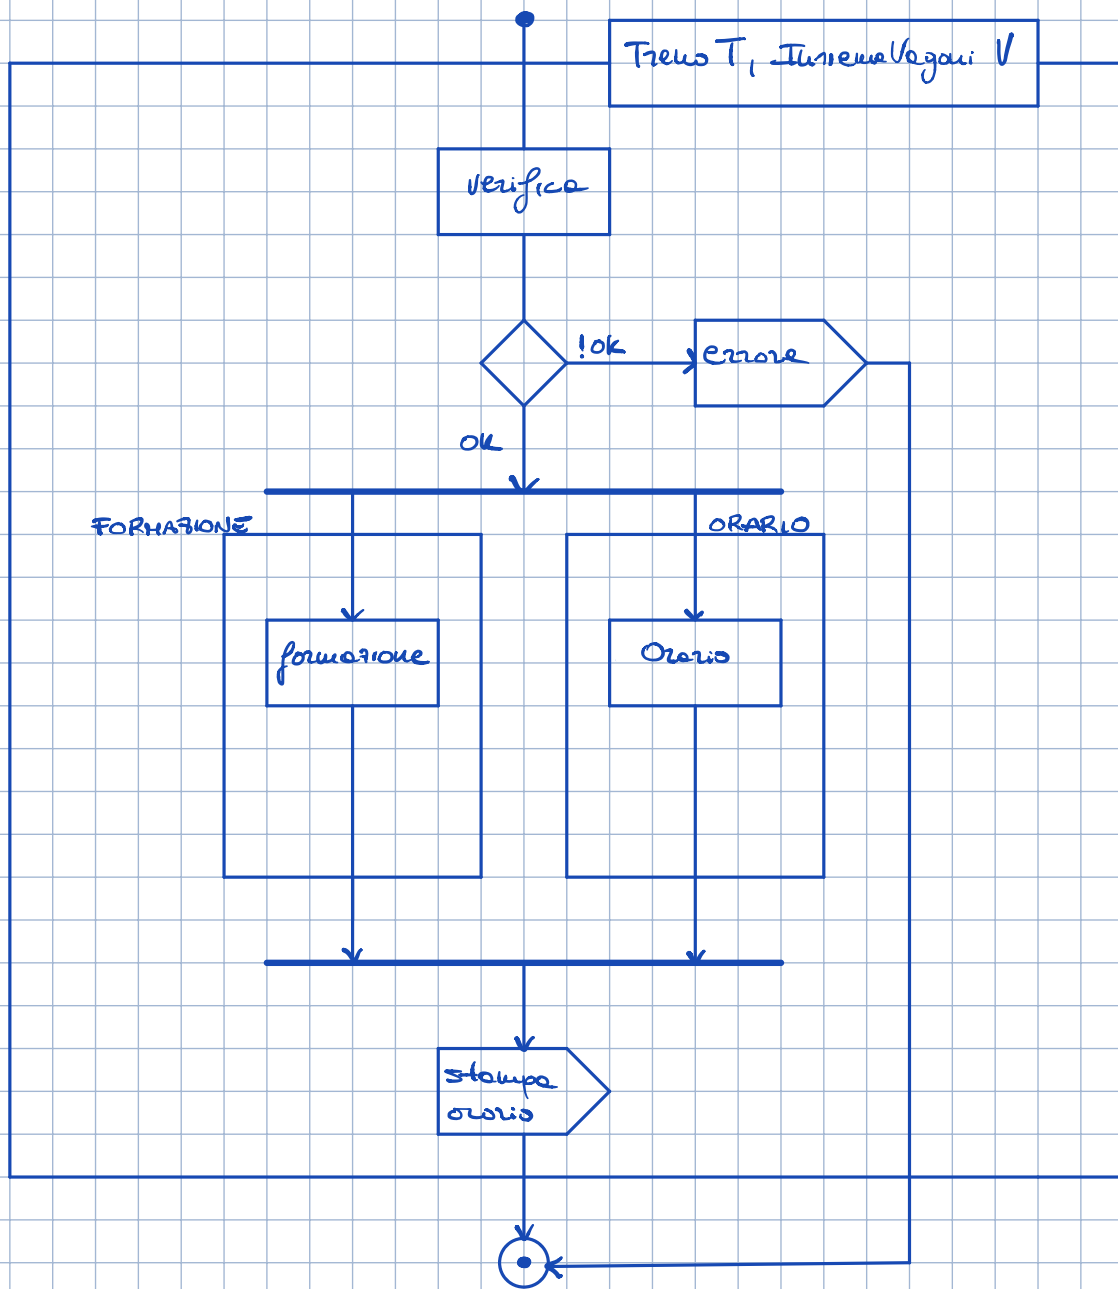 Treno T, InsiemeVagoni V
verifica
!ok
errore
ok
FORMAZIONE
ORARIO
formazione
Orario
stampa
orario